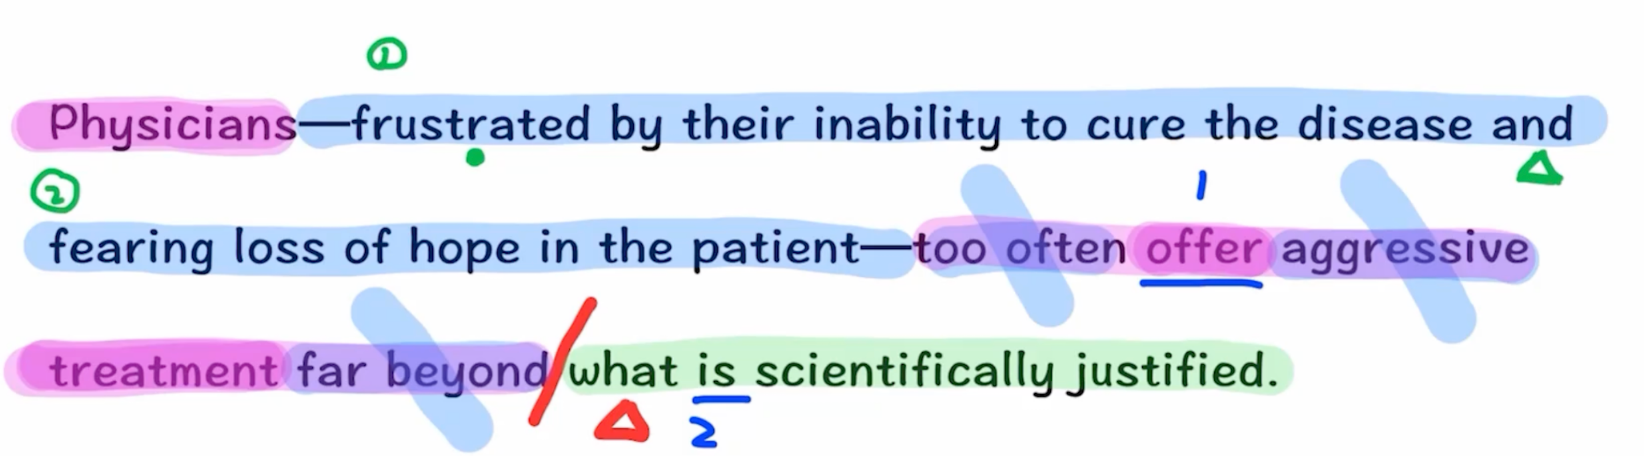 ①
Physicians—frustrated by their inability to cure the disease and
② 1
fearing loss of hope in the patient—too often offer aggressive
treatment far beyond/what is scientifically justified.
2